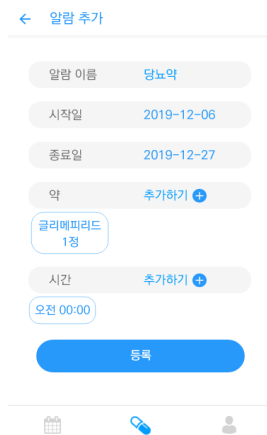 알람 추가
알람 이름 당뇨약
시작일 2019-12-06
종료일 2019-12-27
약 추가하기
글리메피리드
1정
시간 추가하기
오전 00:00
등록